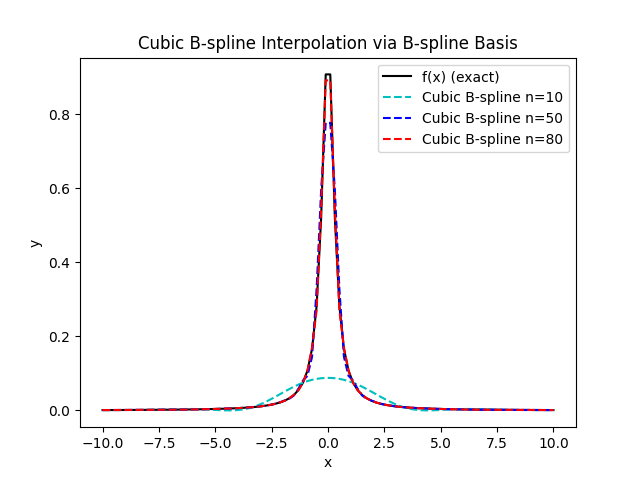 Cubic B-spline Interpolation via B-spline Basis
f(x) (exact)
Cubic B-spline n=10
Cubic B-spline n=50
Cubic B-spline n=80
y
0.8
0.6
0.4
0.2
0.0
−10.0 −7.5 −5.0 −2.5 0.0 2.5 5.0 7.5 10.0
x